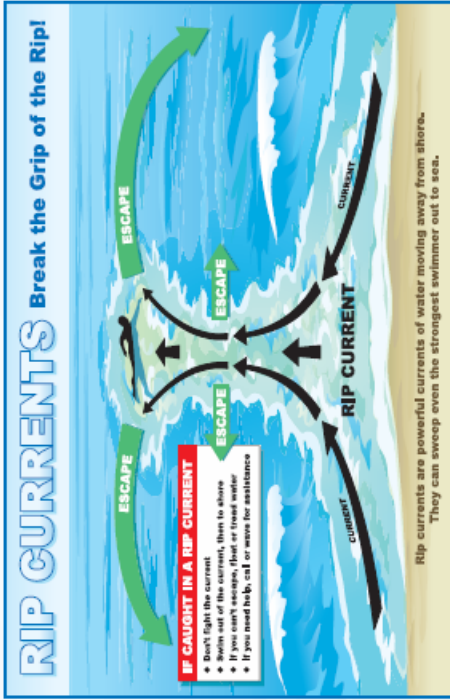 RIP CURRENTS Break the Grip of the Rip!
ESCAPE
ESCAPE
ESCAPE
ESCAPE
IF CAUGHT IN A RIP CURRENT
♦ Don't fight the current
♦ Swim out of the current, then to shore
♦ If you can't escape, float or tread water
♦ If you need help, call or wave for assistance
RIP CURRENT
CURRENT
CURRENT
Rip currents are powerful currents of water moving away from shore.
They can sweep even the strongest swimmer out to sea.